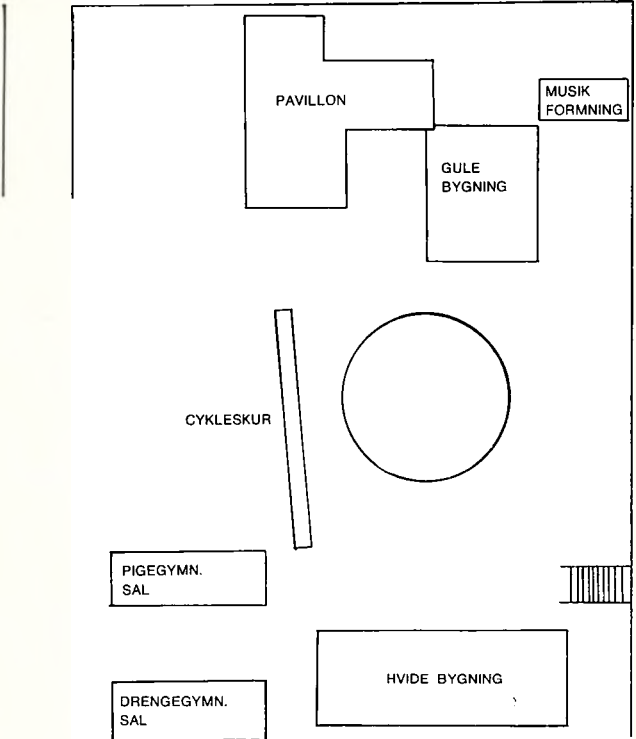 PAVILLON
MUSIK
FORMNING
GULE
BYGNING
CYKLESKUR
PIGEGYMN.
SAL
HVIDE BYGNING
DRENGEGYMN.
SAL